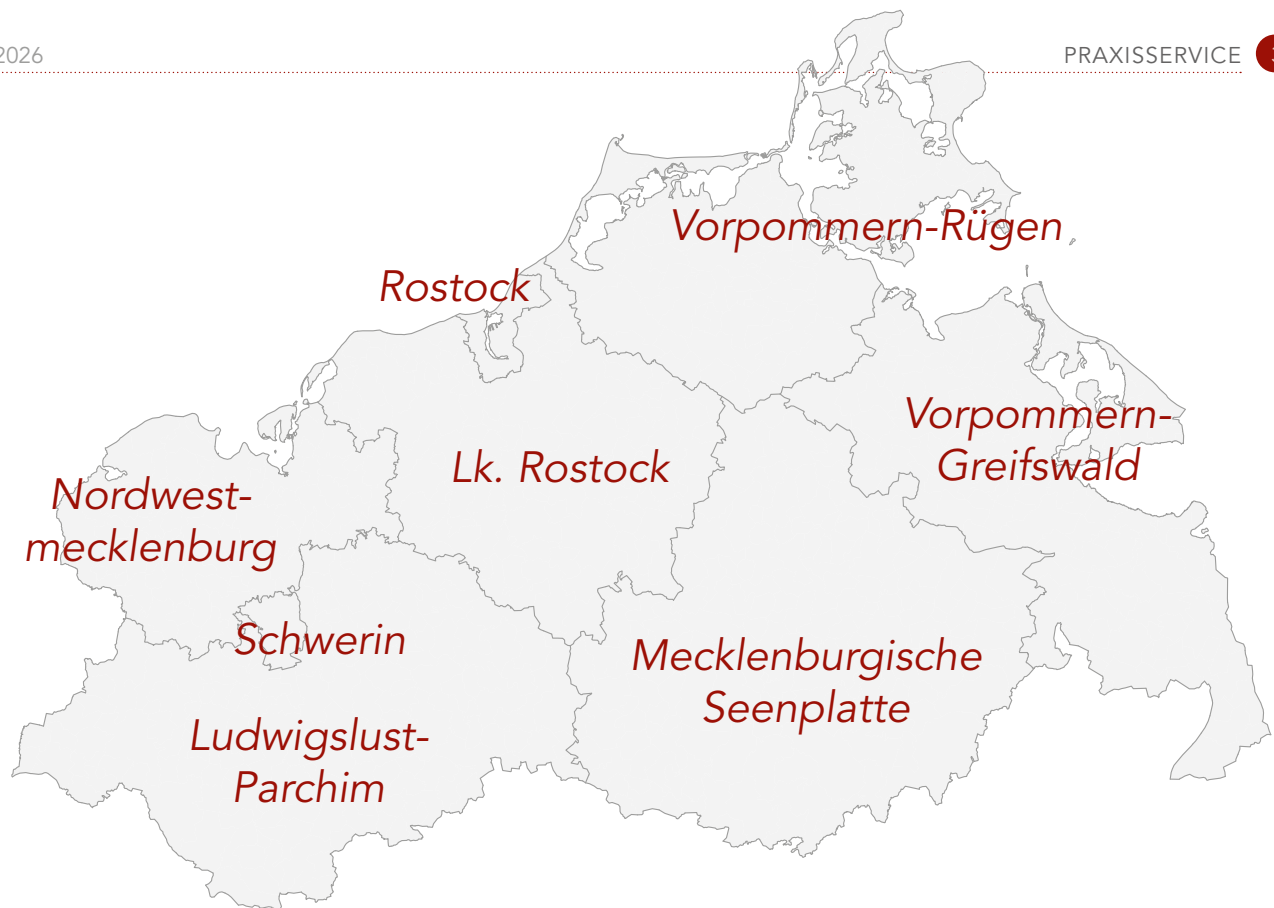 2026
PRAXISSERVICE
Vorpommern-Rügen
Rostock
Vorpommern-
Greifswald
Lk. Rostock
Nordwest-
mecklenburg
Schwerin
Mecklenburgische
Seenplatte
Ludwigslust-
Parchim